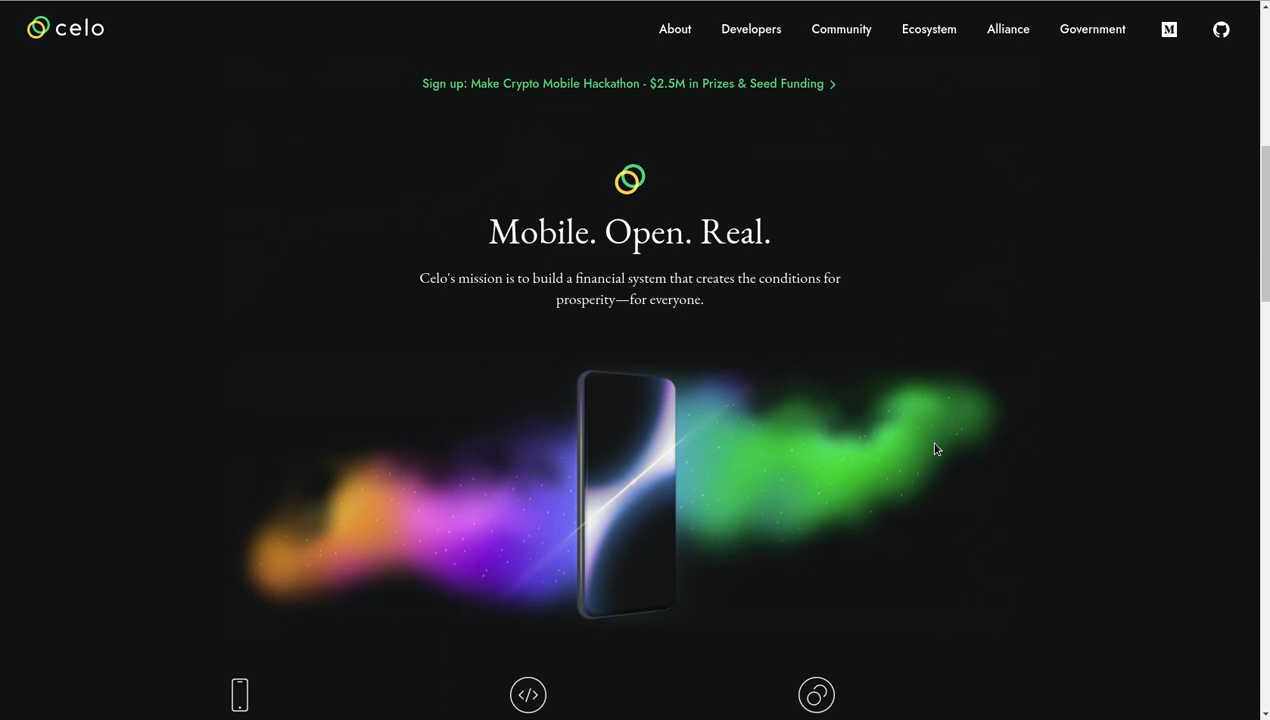 celo
About
Developers
Community
Ecosystem
Alliance
Government
M
Sign up: Make Crypto Mobile Hackathon - $2.5M in Prizes & Seed Funding
Mobile. Open. Real.
Celo's mission is to build a financial system that creates the conditions for
prosperity—for everyone.